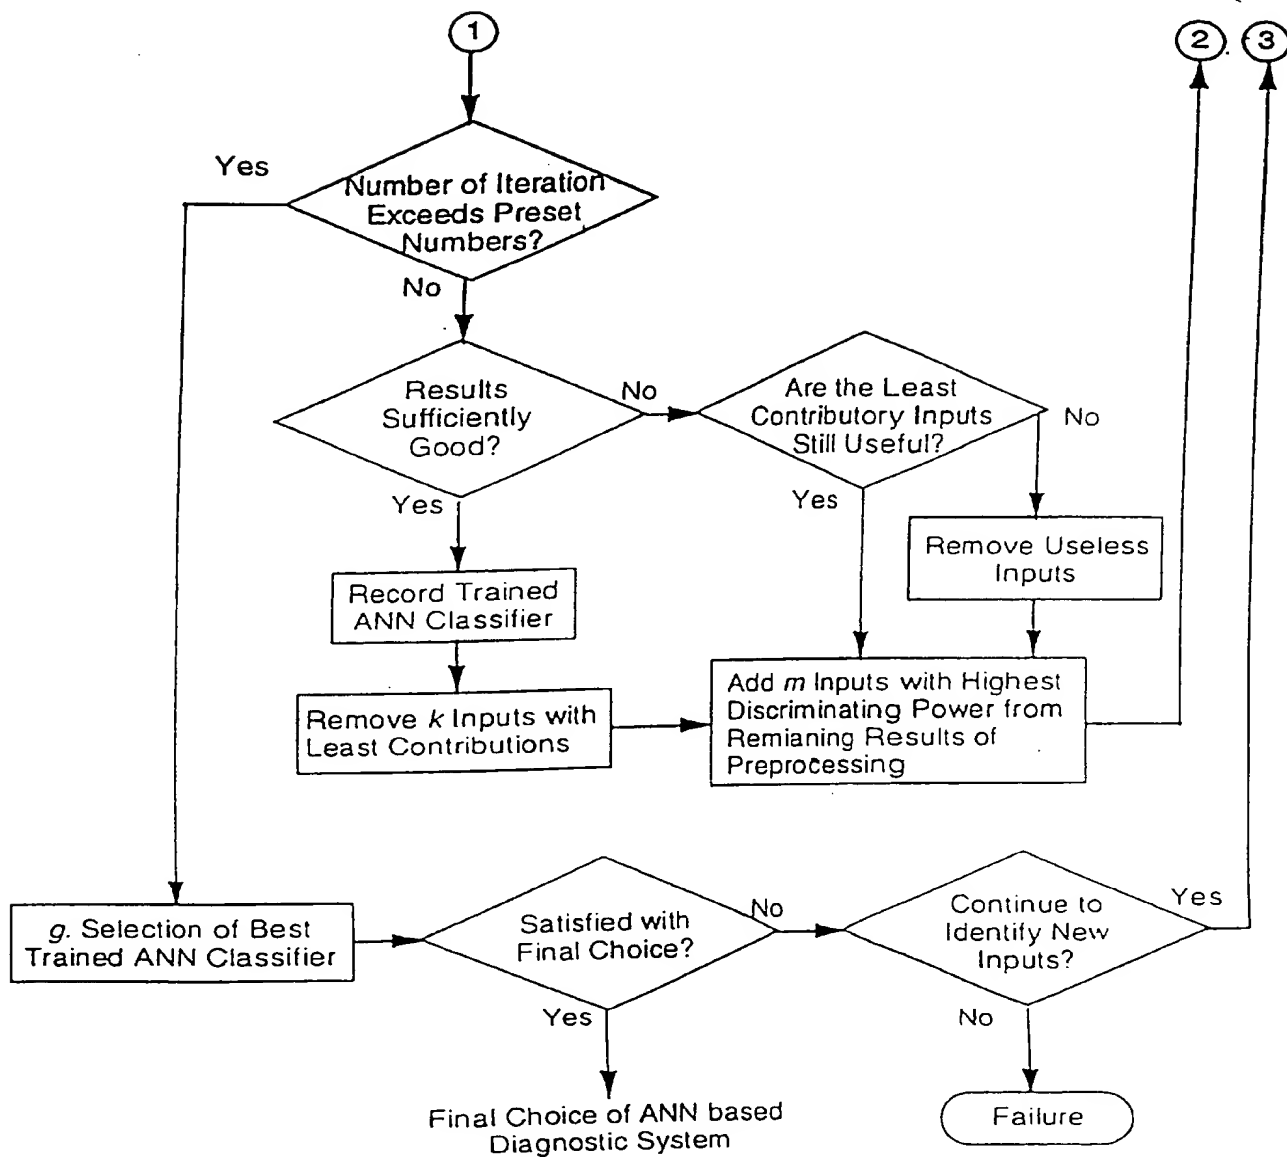 1
2
3
Yes
Number of Iteration
Exceeds Preset
Numbers?
No
Results
Sufficiently
Good?
No
Are the Least
Contributory Inputs
Still Useful?
No
Yes
Yes
Remove Useless
Inputs
Record Trained
ANN Classifier
Remove k Inputs with
Least Contributions
Add m Inputs with Highest
Discriminating Power from
Remianing Results of
Preprocessing
g. Selection of Best
Trained ANN Classifier
Satisfied with
Final Choice?
No
Continue to
Identify New
Inputs?
Yes
Yes
No
Final Choice of ANN based
Diagnostic System
Failure